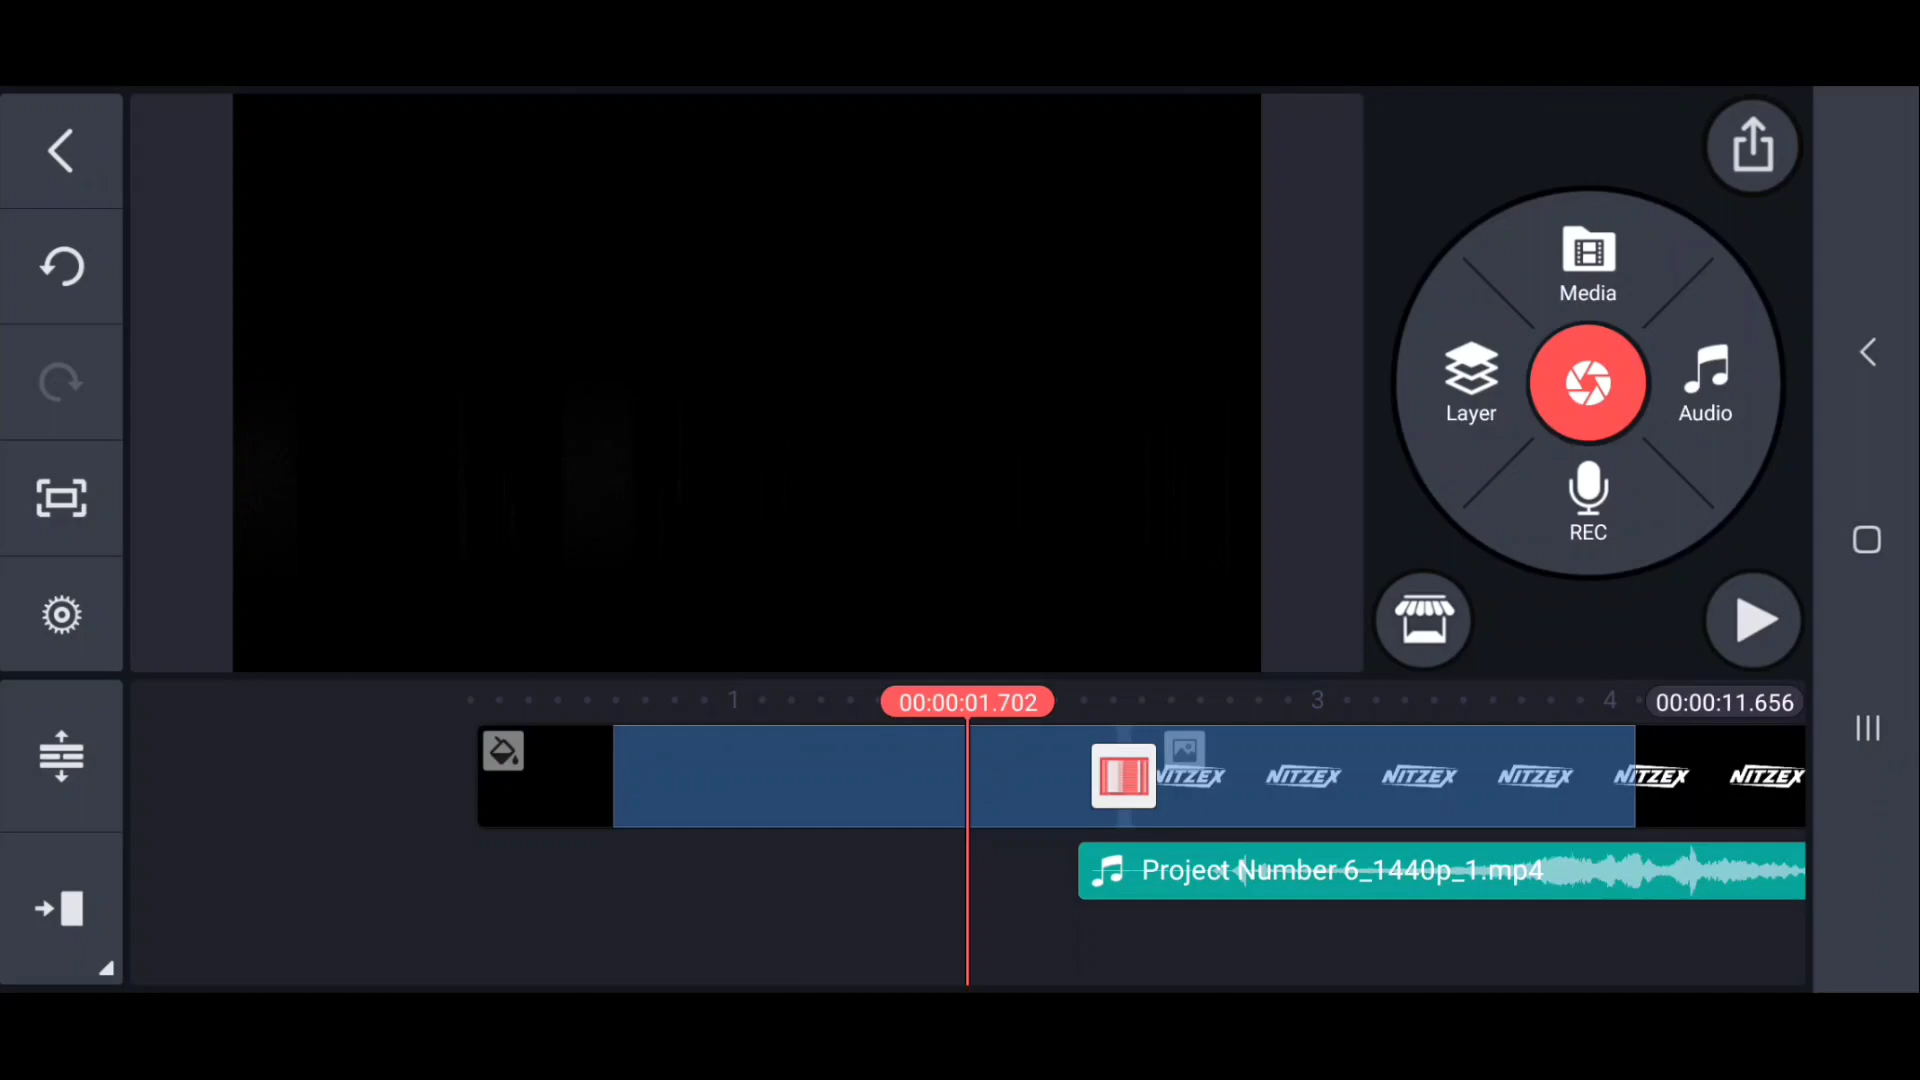 Media
Layer
Audio
REC
1
00:00:01.702
3
4
00:00:11.656
NITZEX NITZEX NITZEX NITZEX NITZEX NITZEX
Project Number 6_1440p_1.mp4